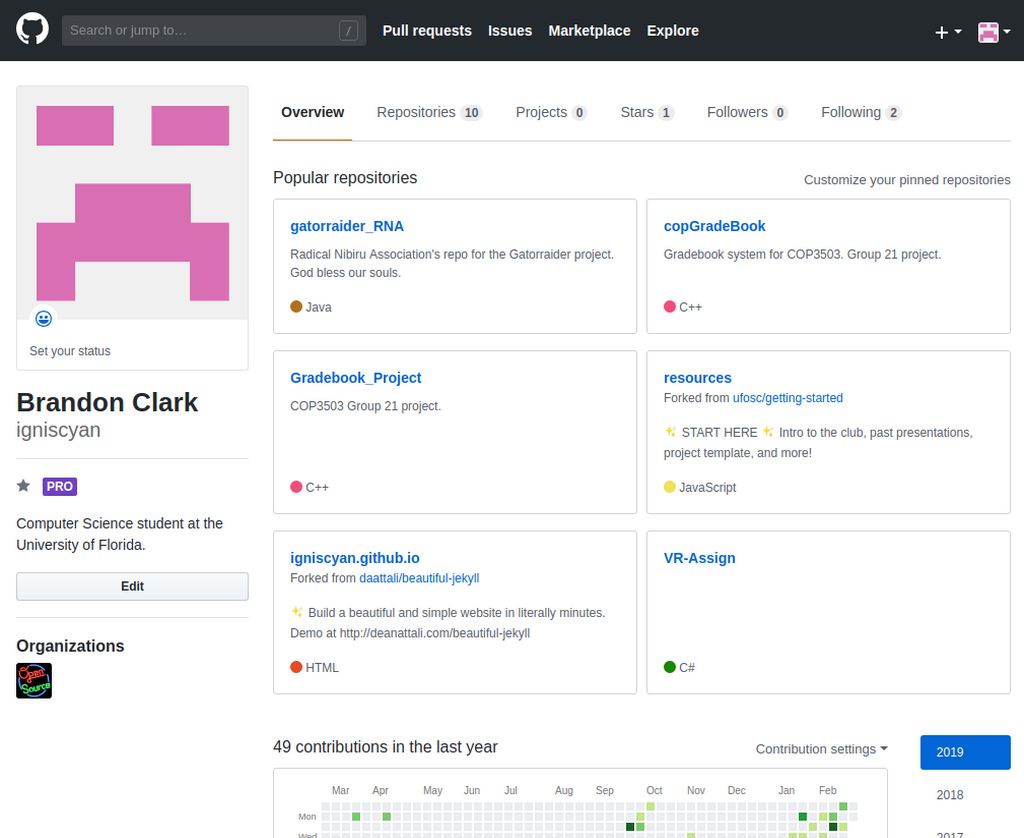 Search or jump to… /
Pull requests Issues Marketplace Explore
Overview Repositories 10 Projects 0 Stars 1 Followers 0 Following 2
Set your status
Brandon Clark
igniscyan
PRO
Computer Science student at the
University of Florida.
Edit
Organizations
Open
Source
Popular repositories
Customize your pinned repositories
gatorraider_RNA
Radical Nibiru Association's repo for the Gatorraider project.
God bless our souls.
Java
copGradeBook
Gradebook system for COP3503. Group 21 project.
C++
Gradebook_Project
COP3503 Group 21 project.
C++
resources
Forked from ufosc/getting-started
✨ START HERE ✨ Intro to the club, past presentations,
project template, and more!
JavaScript
igniscyan.github.io
Forked from daattali/beautiful-jekyll
✨ Build a beautiful and simple website in literally minutes.
Demo at http://deanattali.com/beautiful-jekyll
HTML
VR-Assign
C#
49 contributions in the last year
Contribution settings
Mar Apr May Jun Jul Aug Sep Oct Nov Dec Jan Feb
Mon
Wed
2019
2018
2017